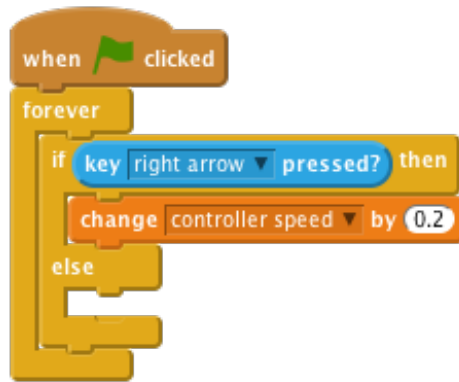 when clicked
forever
if key right arrow pressed? then
change controller speed by 0.2
else